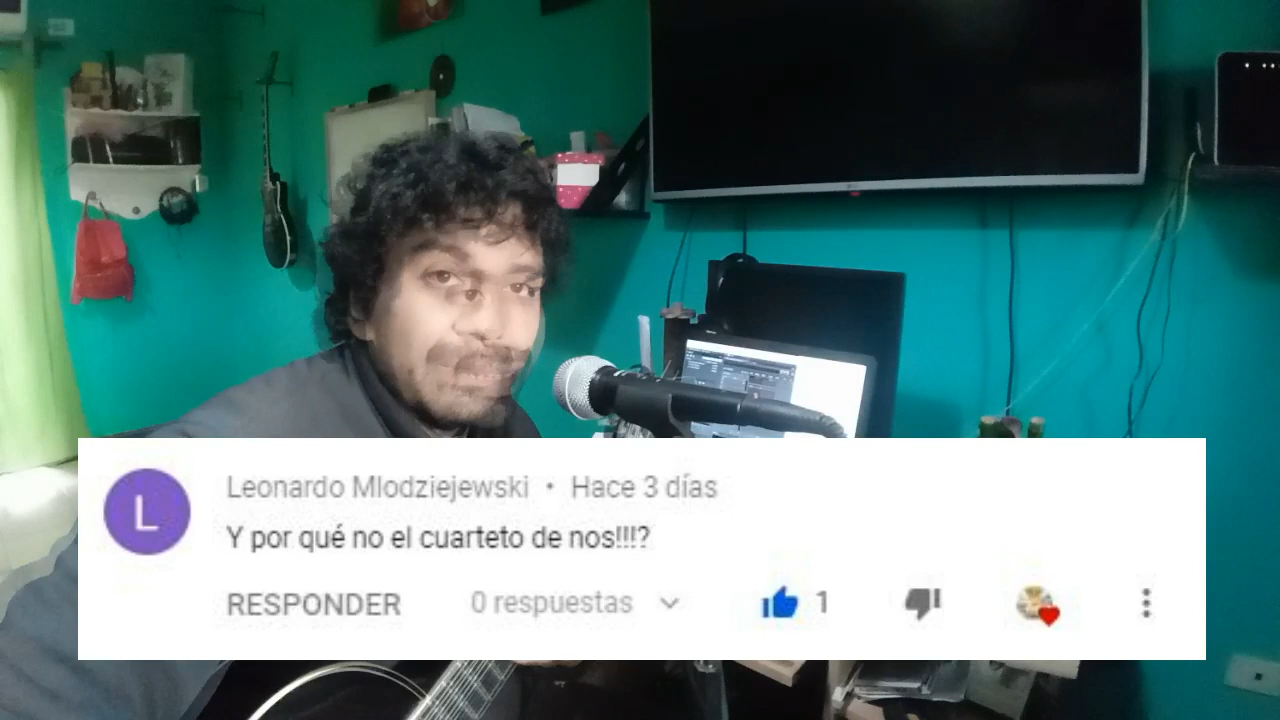 L
Leonardo Mlodziejewski • Hace 3 días
Y por qué no el cuarteto de nos!!!?
RESPONDER 0 respuestas 1